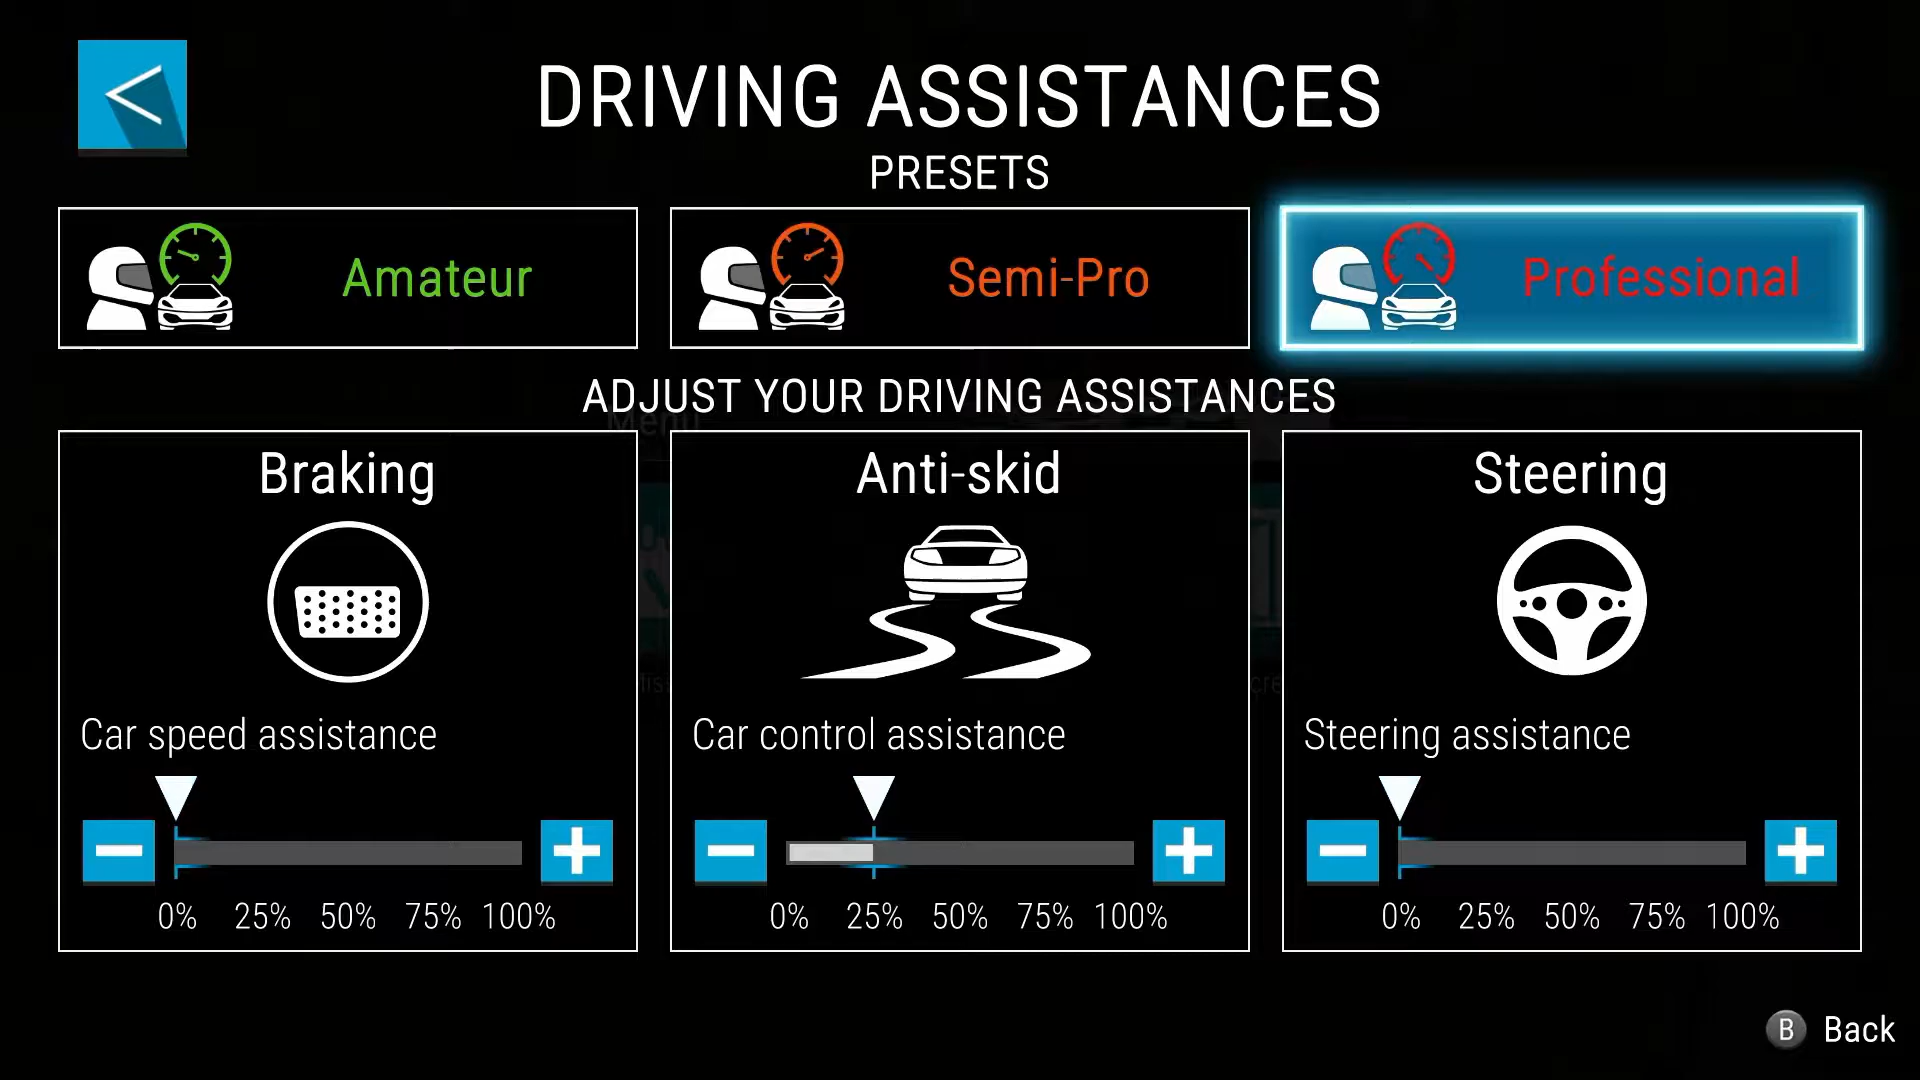 DRIVING ASSISTANCES
PRESETS
Amateur
Semi-Pro
Professional
ADJUST YOUR DRIVING ASSISTANCES
Menu
Braking
Anti-skid
Steering
Car speed assistance
Car control assistance
Steering assistance
0% 25% 50% 75% 100%
0% 25% 50% 75% 100%
0% 25% 50% 75% 100%
B Back